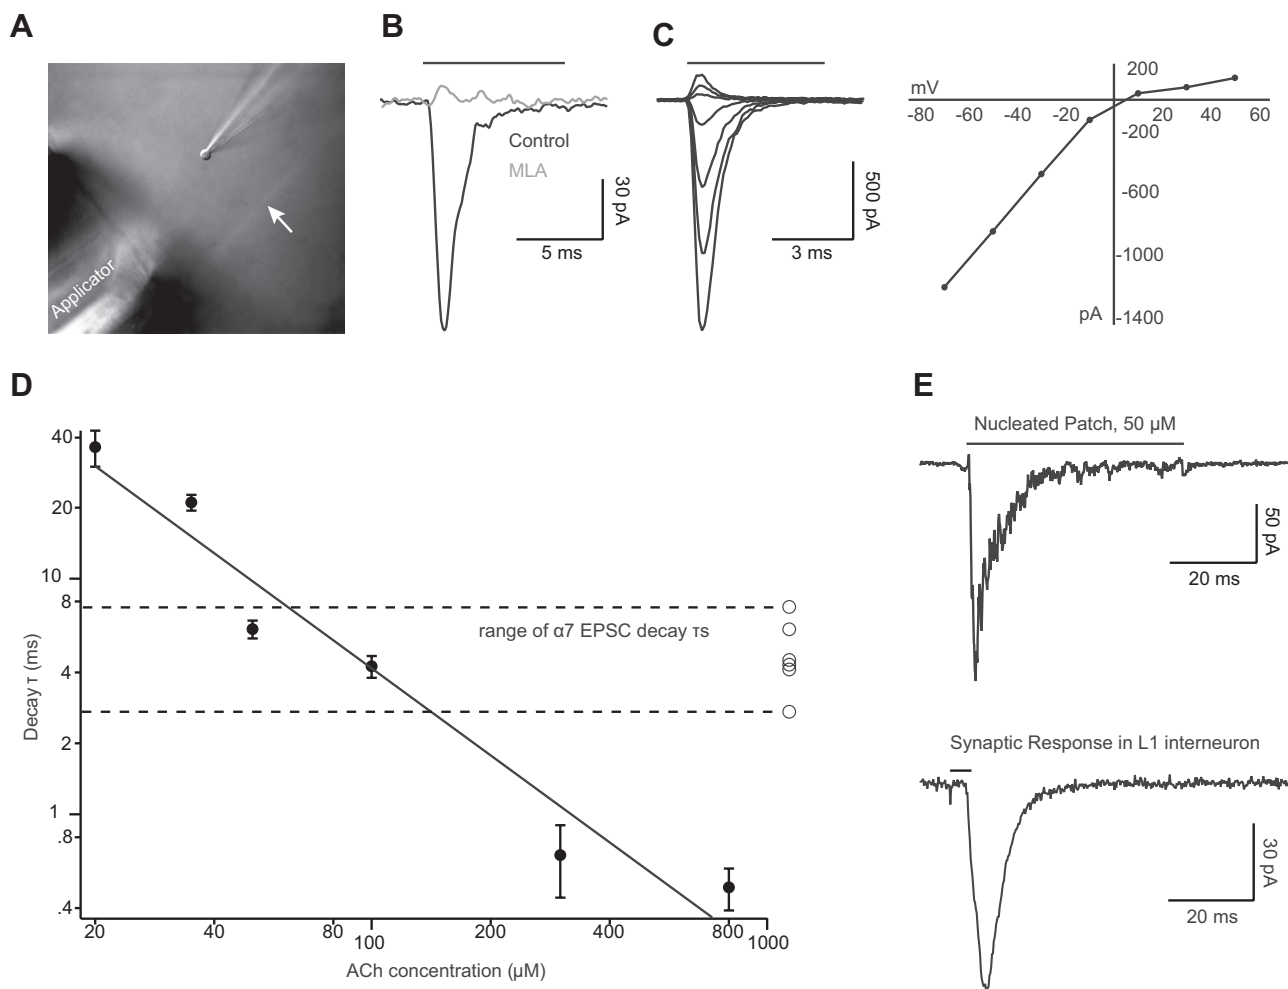 A
B
C
Applicator
Control
MLA
30 pA
5 ms
500 pA
3 ms
mV
200
-80 -60 -40 -20 20 40 60
-200
-600
-1000
pA
-1400
D
40
20
10
8
4
2
1
.8
.4
Decay τ (ms)
range of α7 EPSC decay τs
20 40 80 100 200 400 800 1000
ACh concentration (µM)
E
Nucleated Patch, 50 µM
50 pA
20 ms
Synaptic Response in L1 interneuron
30 pA
20 ms